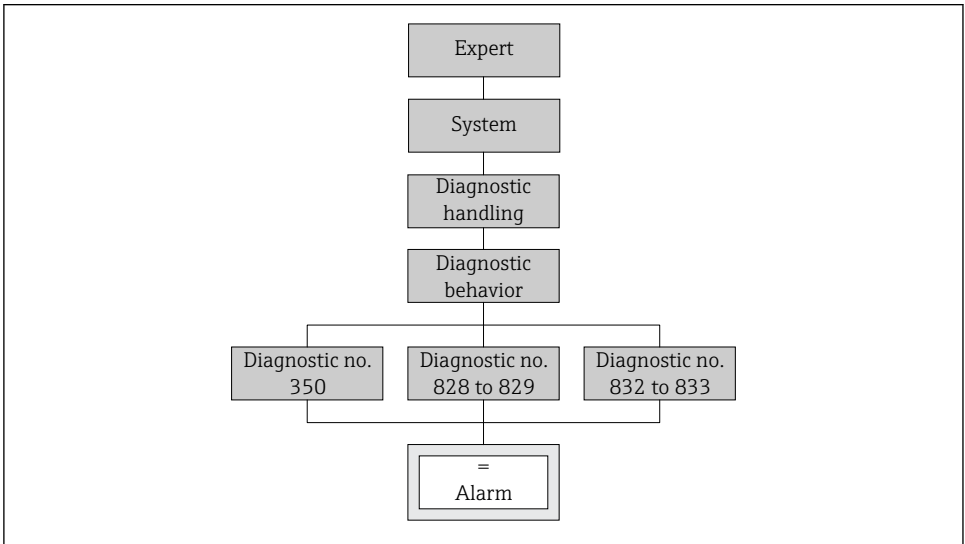 Expert
System
Diagnostic
handling
Diagnostic
behavior
Diagnostic no.
350
Diagnostic no.
828 to 829
Diagnostic no.
832 to 833
=
Alarm